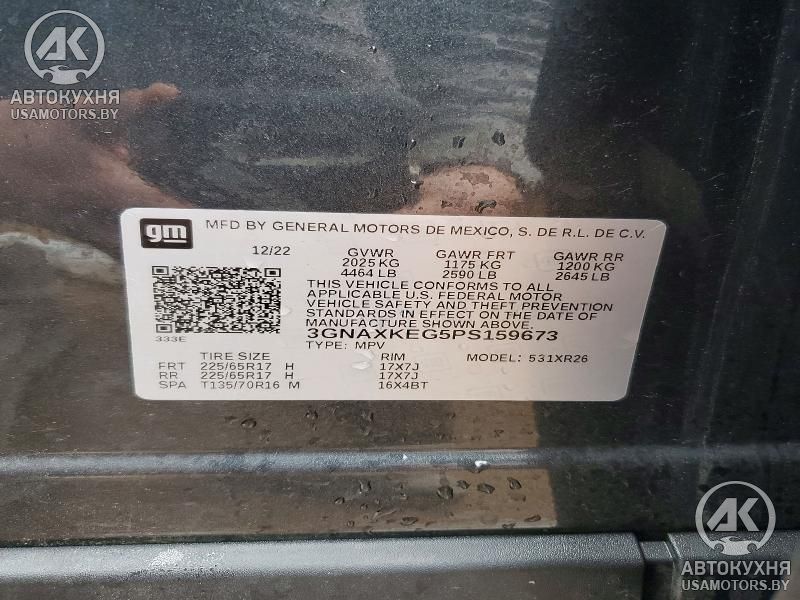 АК
АВТОКУХНЯ
USAMOTORS.BY
gm MFD BY GENERAL MOTORS DE MEXICO, S. DE R.L. DE C.V.
12/22 GVWR GAWR FRT GAWR RR
2025 KG 1175 KG 1200 KG
4464 LB 2590 LB 2645 LB
THIS VEHICLE CONFORMS TO ALL
APPLICABLE U.S. FEDERAL MOTOR
VEHICLE SAFETY AND THEFT PREVENTION
STANDARDS IN EFFECT ON THE DATE OF
MANUFACTURE SHOWN ABOVE.
333E 3GNAXKEG5PS159673
TYPE: MPV MODEL: 531XR26
TIRE SIZE RIM
FRT 225/65R17 H 17X7J
RR 225/65R17 H 17X7J
SPA T135/70R16 M 16X4BT
АК
АВТОКУХНЯ
USAMOTORS.BY